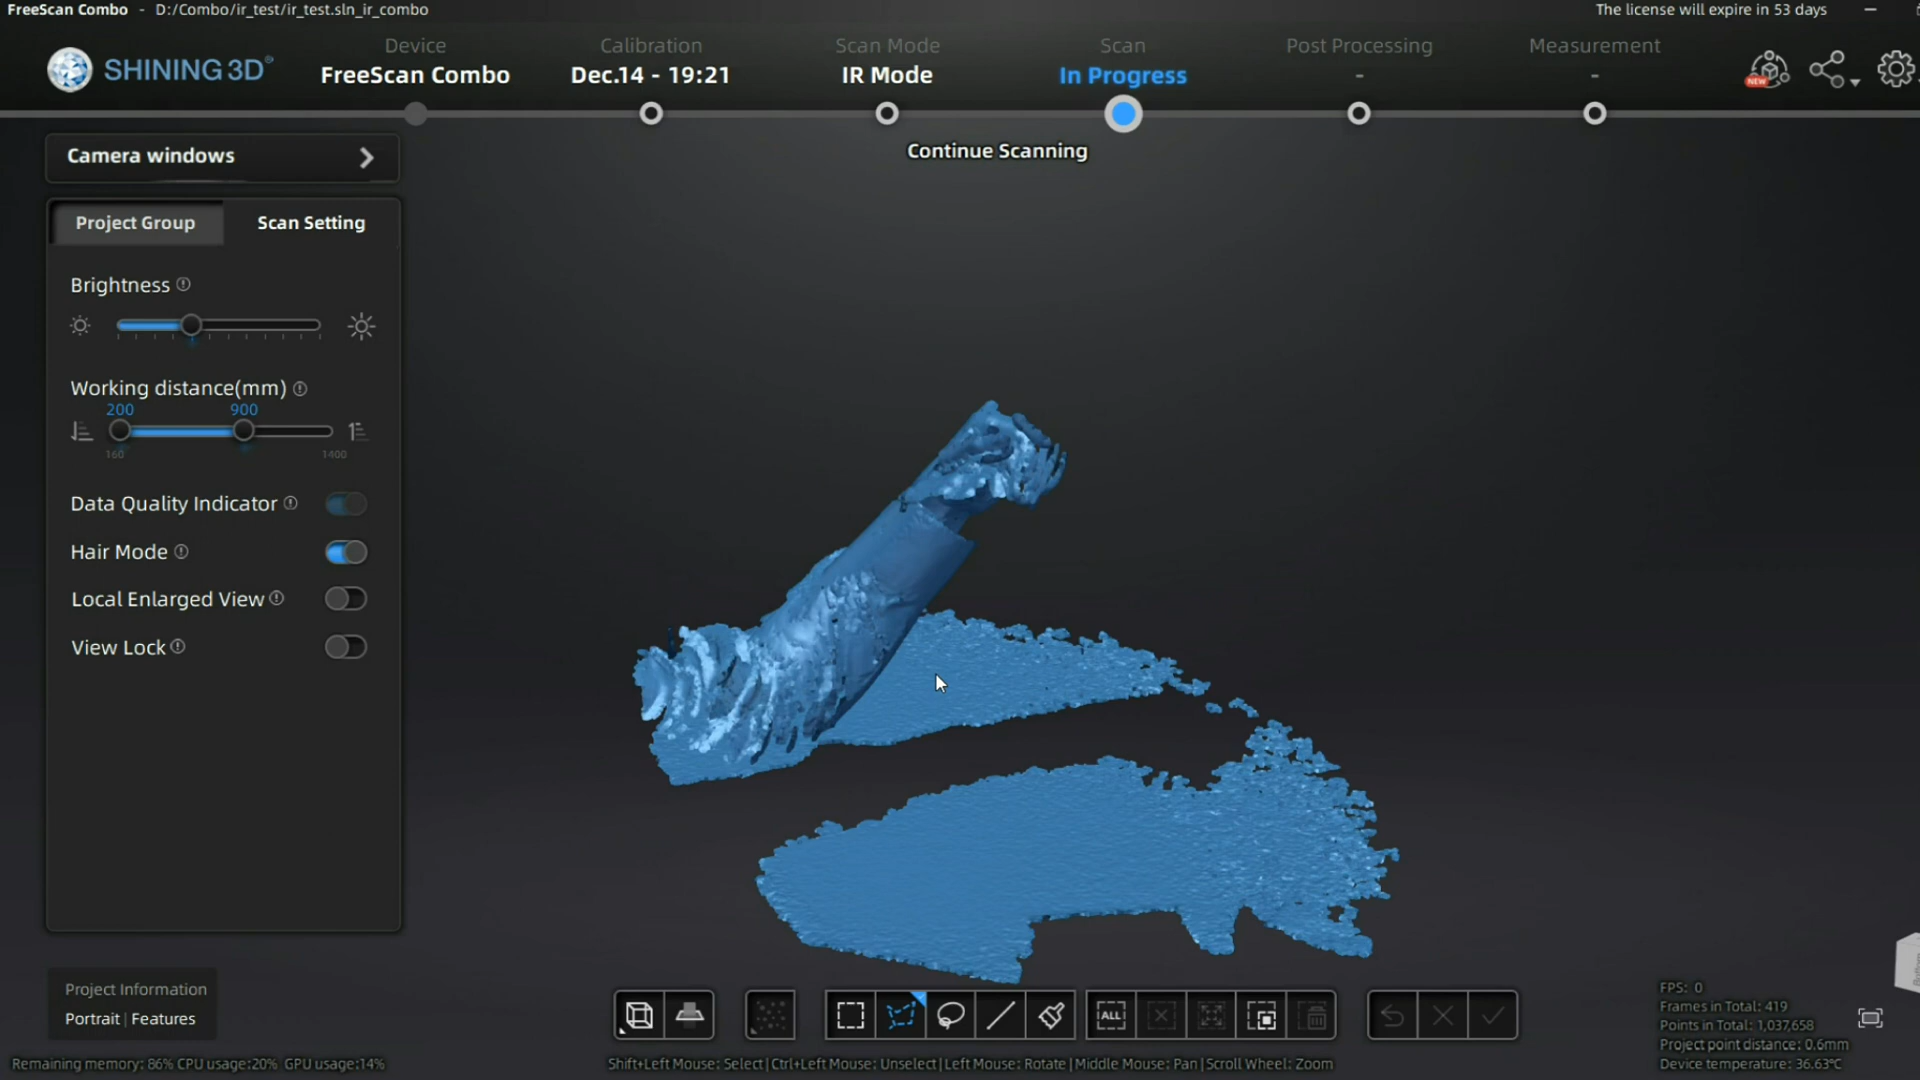 FreeScan Combo - D:/Combo/ir_test/ir_test.sln_ir_combo
The license will expire in 53 days
SHINING 3D®
Device
FreeScan Combo
Calibration
Dec.14 - 19:21
Scan Mode
IR Mode
Scan
In Progress
Post Processing
-
Measurement
-
NEW
Continue Scanning
Camera windows
Project Group
Scan Setting
Brightness
Working distance(mm)
200
900
160
1400
Data Quality Indicator
Hair Mode
Local Enlarged View
View Lock
Project Information
Portrait | Features
ALL
FPS: 0
Frames in Total: 419
Points in Total: 1,037,658
Project point distance: 0.6mm
Device temperature: 36.63℃
Remaining memory: 86% CPU usage:20% GPU usage:14%
Shift+Left Mouse: Select|Ctrl+Left Mouse: Unselect|Left Mouse: Rotate|Middle Mouse: Pan|Scroll Wheel: Zoom